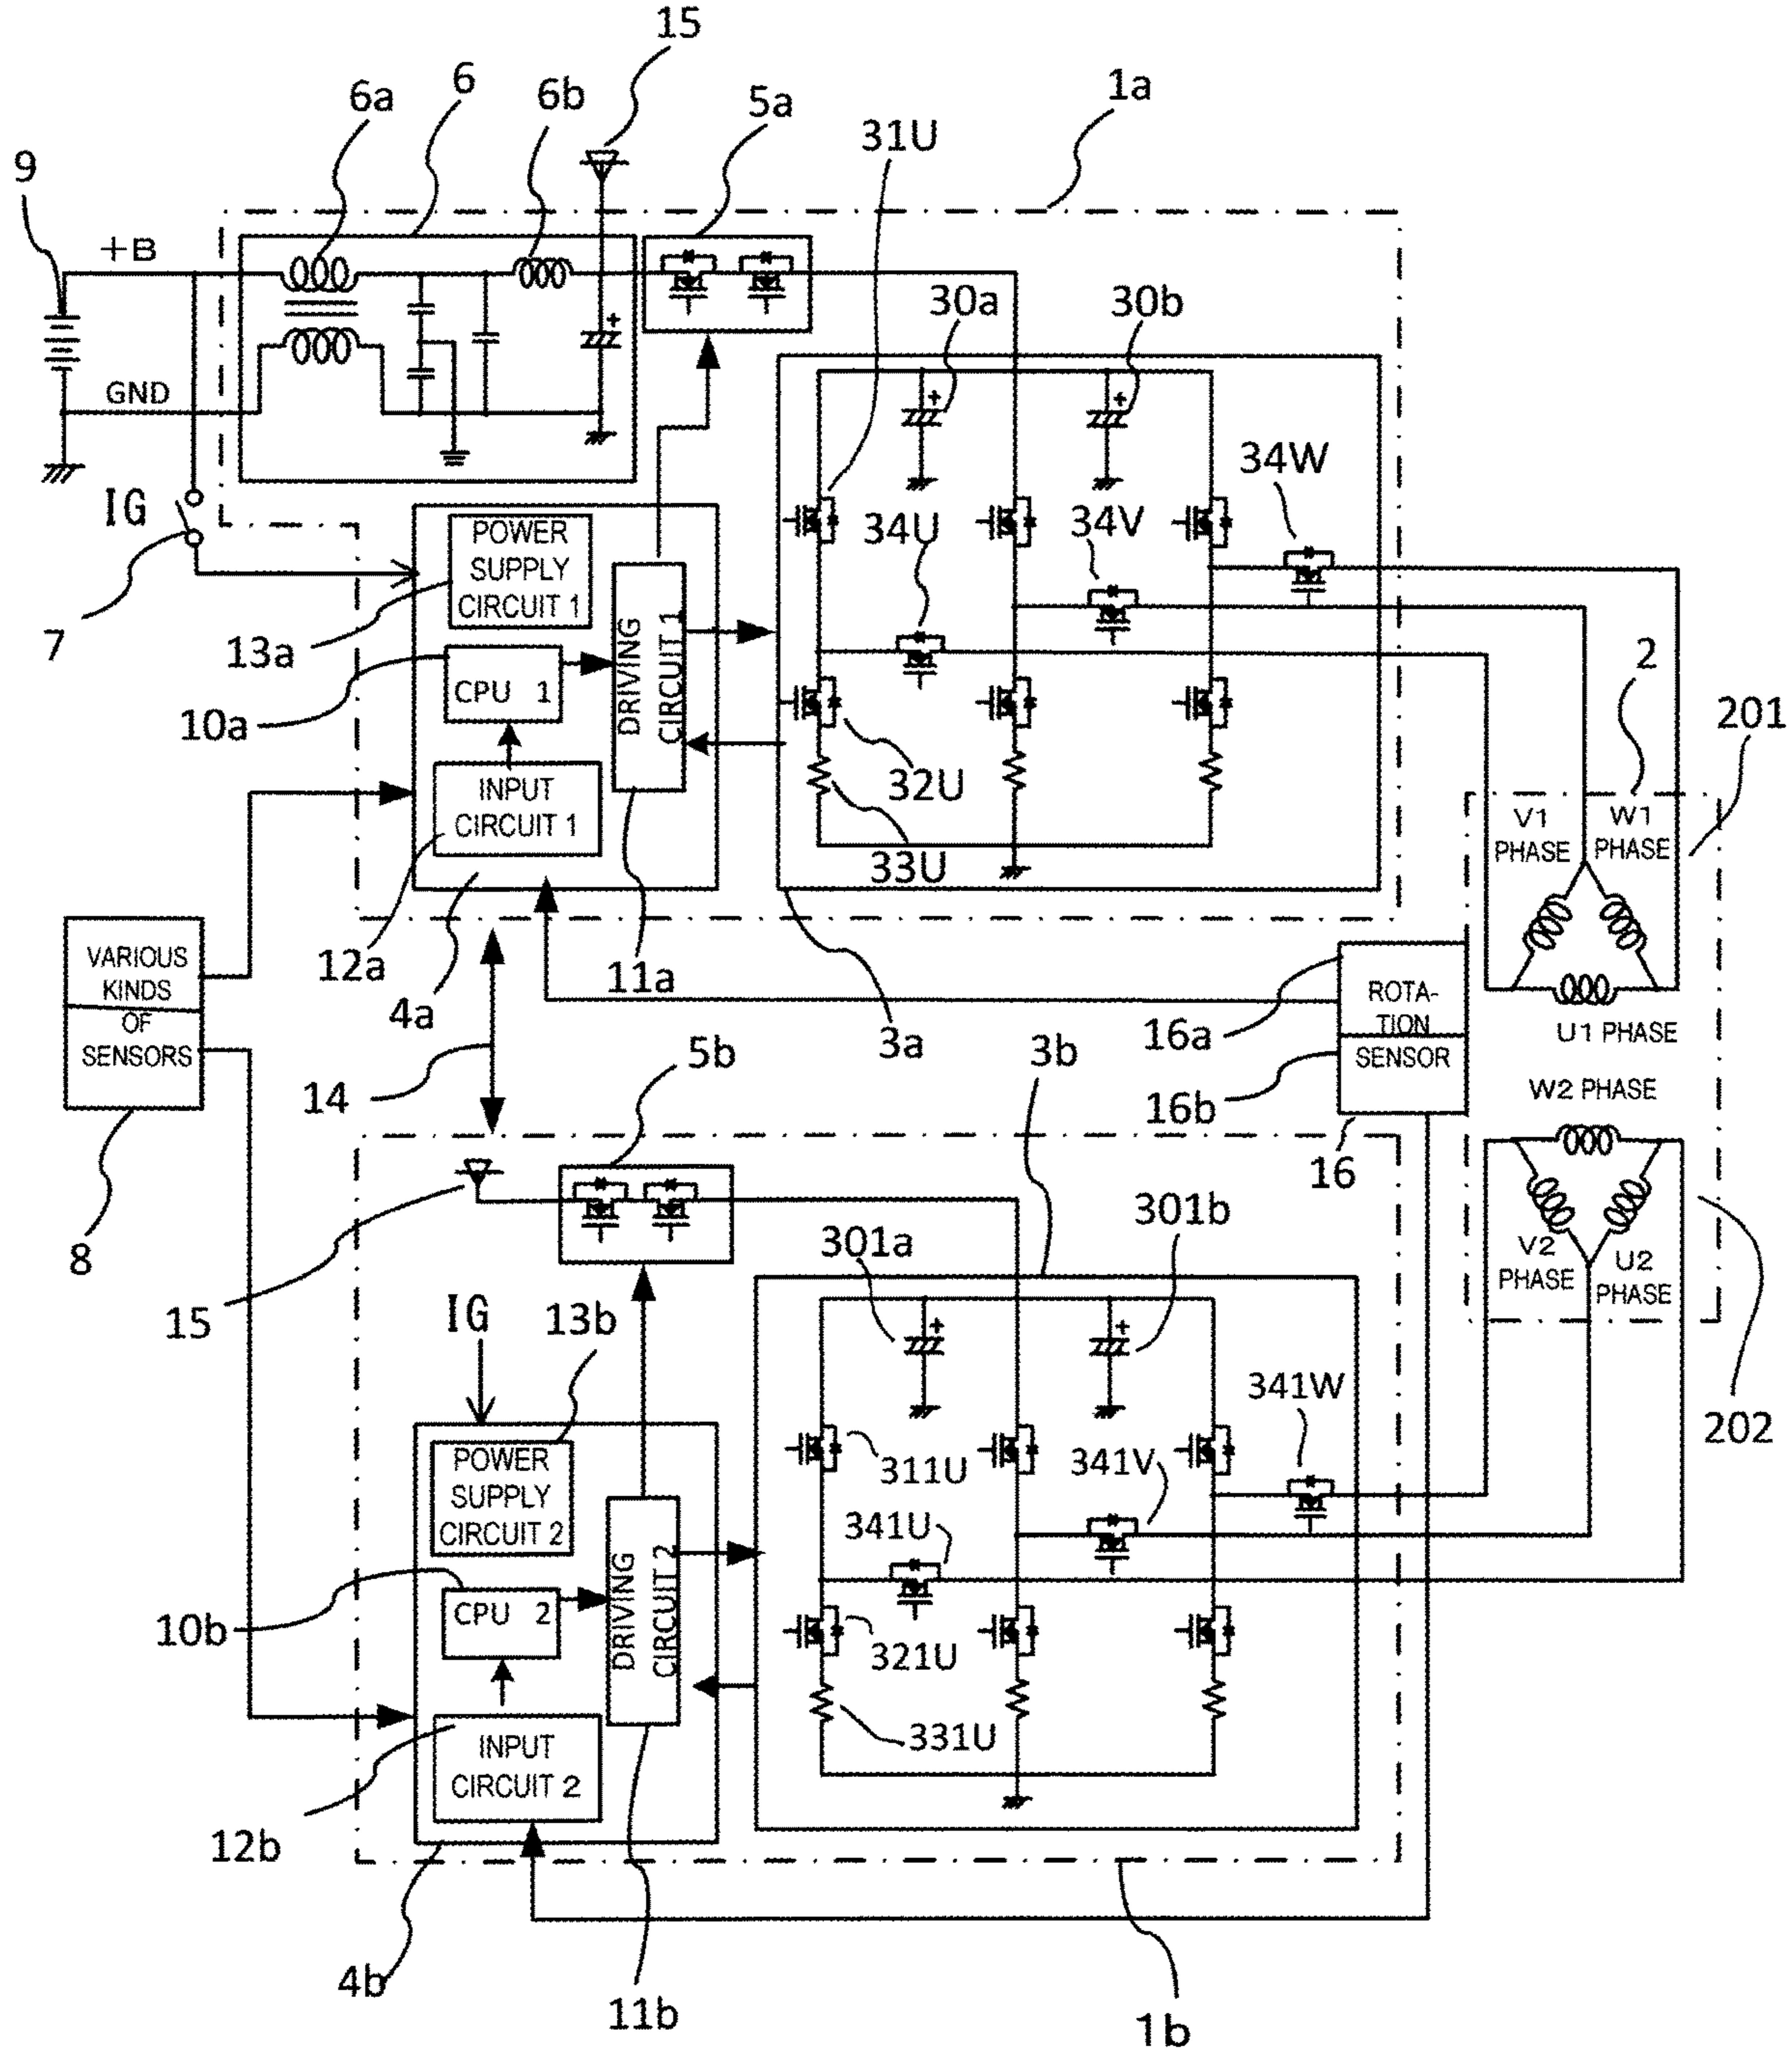 15
6a
6
6b
5a
1a
31U
9
+B
30a
30b
GND
34W
IG
34U
34V
POWER
SUPPLY
CIRCUIT 1
7
13a
DRIVING
CIRCUIT 1
2
CPU 1
10a
201
32U
INPUT
CIRCUIT 1
V1
PHASE
W1
PHASE
33U
12a
11a
VARIOUS
KINDS
OF
SENSORS
4a
3a
16a
ROTA-
TION
SENSOR
U1 PHASE
5b
3b
14
16b
W2 PHASE
16
15
301a
301b
8
V2
PHASE
U2
PHASE
IG
13b
341W
202
POWER
SUPPLY
CIRCUIT 2
311U
341V
341U
DRIVING
CIRCUIT 2
10b
CPU 2
321U
331U
INPUT
CIRCUIT 2
12b
4b
11b
1b